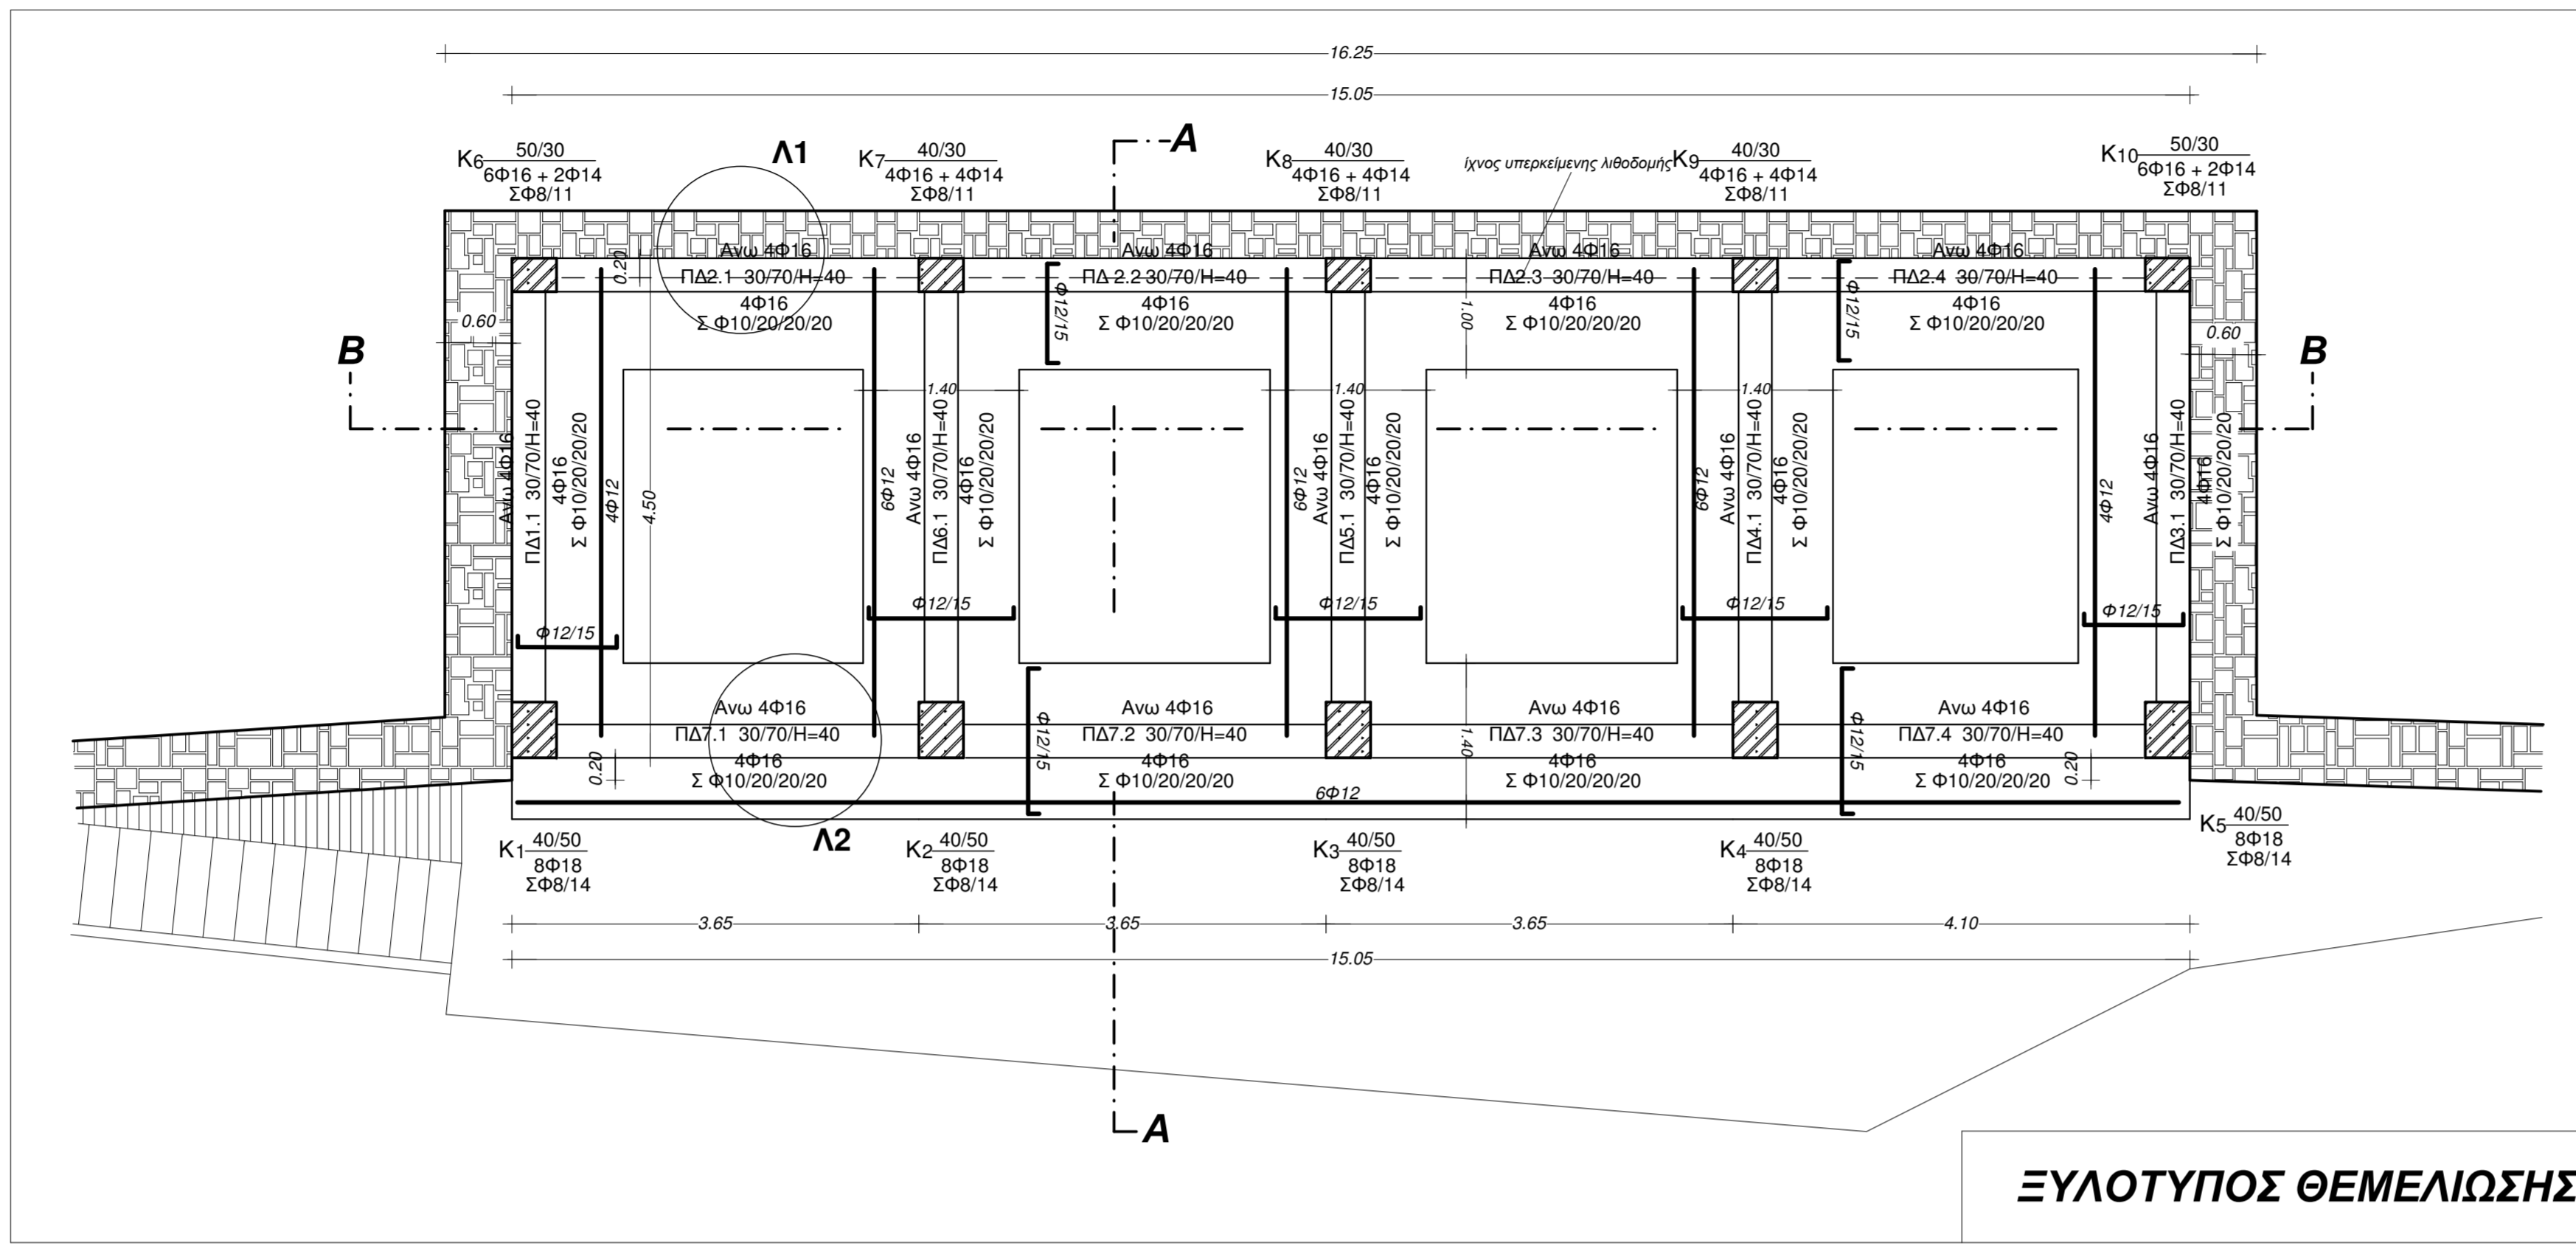 16.25
15.05
K6 50/30
6Φ16 + 2Φ14
ΣΦ8/11
Λ1
K7 40/30
4Φ16 + 4Φ14
ΣΦ8/11
A
K8 40/30
4Φ16 + 4Φ14
ΣΦ8/11
ίχνος υπερκείμενης λιθοδομής
K9 40/30
4Φ16 + 4Φ14
ΣΦ8/11
K10 50/30
6Φ16 + 2Φ14
ΣΦ8/11
0.20
Ανω 4Φ16
ΠΔ2.1 30/70/H=40
4Φ16
Σ Φ10/20/20/20
Ανω 4Φ16
ΠΔ 2.2 30/70/H=40
4Φ16
Σ Φ10/20/20/20
Φ12/15
Ανω 4Φ16
ΠΔ2.3 30/70/H=40
4Φ16
Σ Φ10/20/20/20
1.00
Ανω 4Φ16
ΠΔ2.4 30/70/H=40
4Φ16
Σ Φ10/20/20/20
Φ12/15
0.60
0.60
B
B
1.40
1.40
1.40
Ανω 4Φ16
ΠΔ1.1 30/70/H=40
4Φ16
Σ Φ10/20/20/20
4Φ12
4.50
6Φ12
Ανω 4Φ16
ΠΔ6.1 30/70/H=40
4Φ16
Σ Φ10/20/20/20
6Φ12
Ανω 4Φ16
ΠΔ5.1 30/70/H=40
4Φ16
Σ Φ10/20/20/20
6Φ12
Ανω 4Φ16
ΠΔ4.1 30/70/H=40
4Φ16
Σ Φ10/20/20/20
4Φ12
Ανω 4Φ16
ΠΔ3.1 30/70/H=40
4Φ16
Σ Φ10/20/20/20
Φ12/15
Φ12/15
Φ12/15
Φ12/15
Φ12/15
Ανω 4Φ16
ΠΔ7.1 30/70/H=40
4Φ16
Σ Φ10/20/20/20
0.20
Ανω 4Φ16
ΠΔ7.2 30/70/H=40
4Φ16
Σ Φ10/20/20/20
Φ12/15
Ανω 4Φ16
ΠΔ7.3 30/70/H=40
4Φ16
Σ Φ10/20/20/20
1.40
Ανω 4Φ16
ΠΔ7.4 30/70/H=40
4Φ16
Σ Φ10/20/20/20
Φ12/15
0.20
6Φ12
Λ2
K1 40/50
8Φ18
ΣΦ8/14
K2 40/50
8Φ18
ΣΦ8/14
K3 40/50
8Φ18
ΣΦ8/14
K4 40/50
8Φ18
ΣΦ8/14
K5 40/50
8Φ18
ΣΦ8/14
3.65
3.65
3.65
4.10
15.05
A
ΞΥΛΟΤΥΠΟΣ ΘΕΜΕΛΙΩΣΗΣ